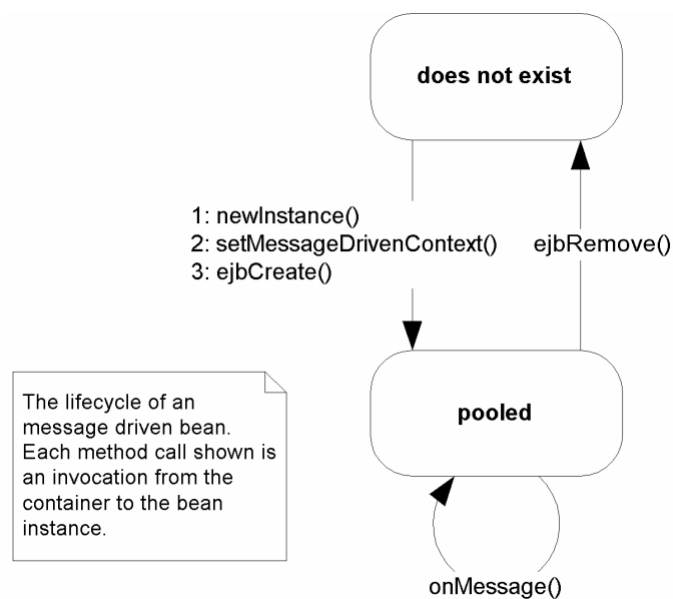 does not exist
1: newInstance()
2: setMessageDrivenContext()
3: ejbCreate()
ejbRemove()
The lifecycle of an
message driven bean.
Each method call shown is
an invocation from the
container to the bean
instance.
pooled
onMessage()